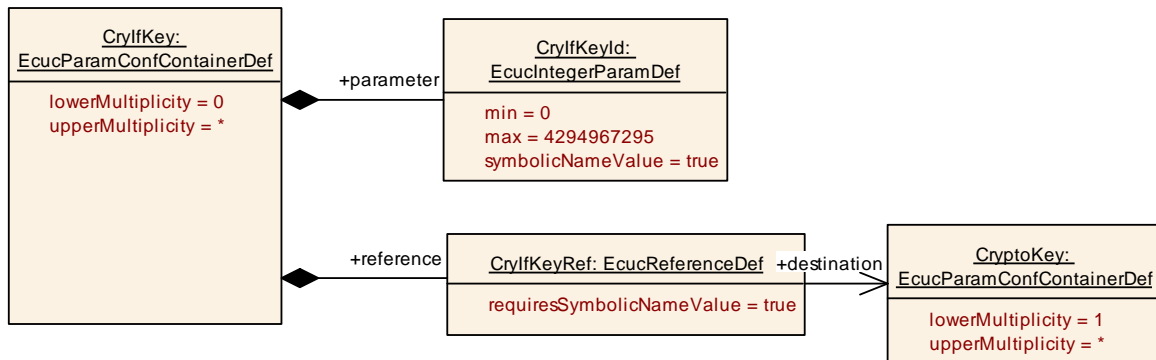 CryIfKey:
EcucParamConfContainerDef
lowerMultiplicity = 0
upperMultiplicity = *
+parameter
CryIfKeyId:
EcucIntegerParamDef
min = 0
max = 4294967295
symbolicNameValue = true
+reference
CryIfKeyRef: EcucReferenceDef
requiresSymbolicNameValue = true
+destination
CryptoKey:
EcucParamConfContainerDef
lowerMultiplicity = 1
upperMultiplicity = *